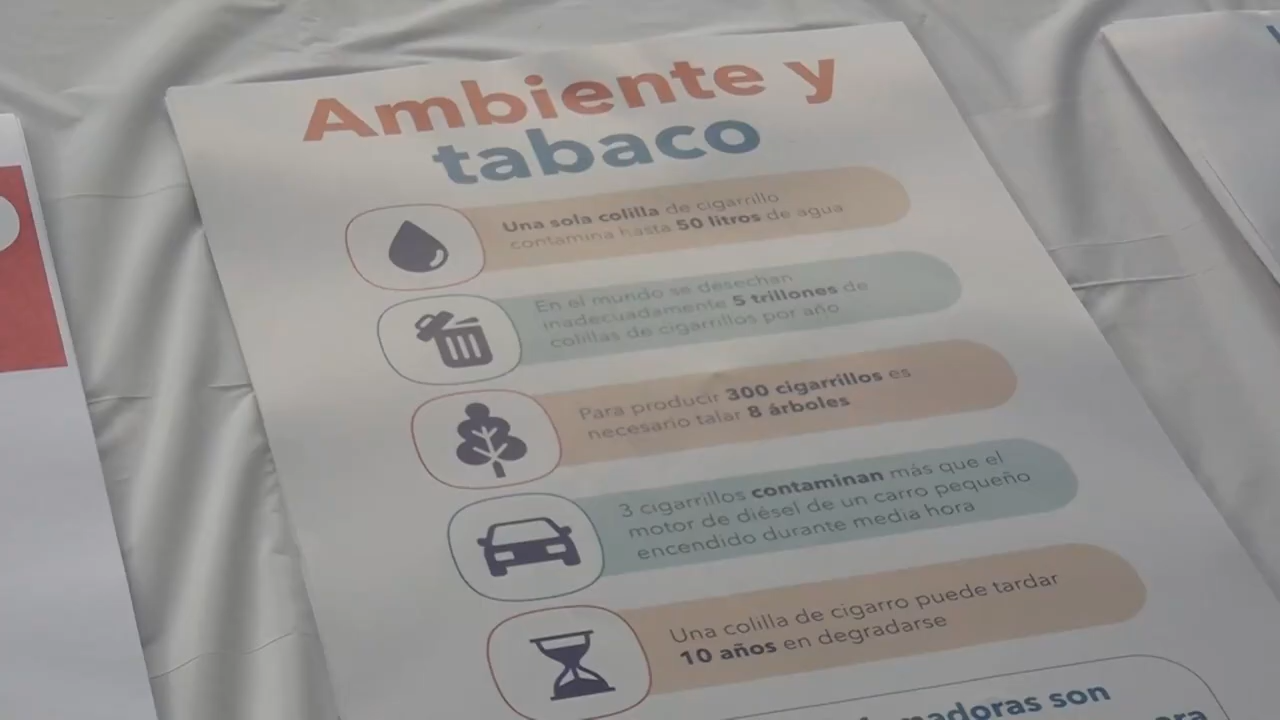 Ambiente y
tabaco
Una sola colilla de cigarrillo
contamina hasta 50 litros de agua
En el mundo se desechan
inadecuadamente 5 trillones de
colillas de cigarrillos por año
Para producir 300 cigarrillos es
necesario talar 8 árboles
3 cigarrillos contaminan más que el
motor de diésel de un carro pequeño
encendido durante media hora
Una colilla de cigarro puede tardar
10 años en degradarse
son